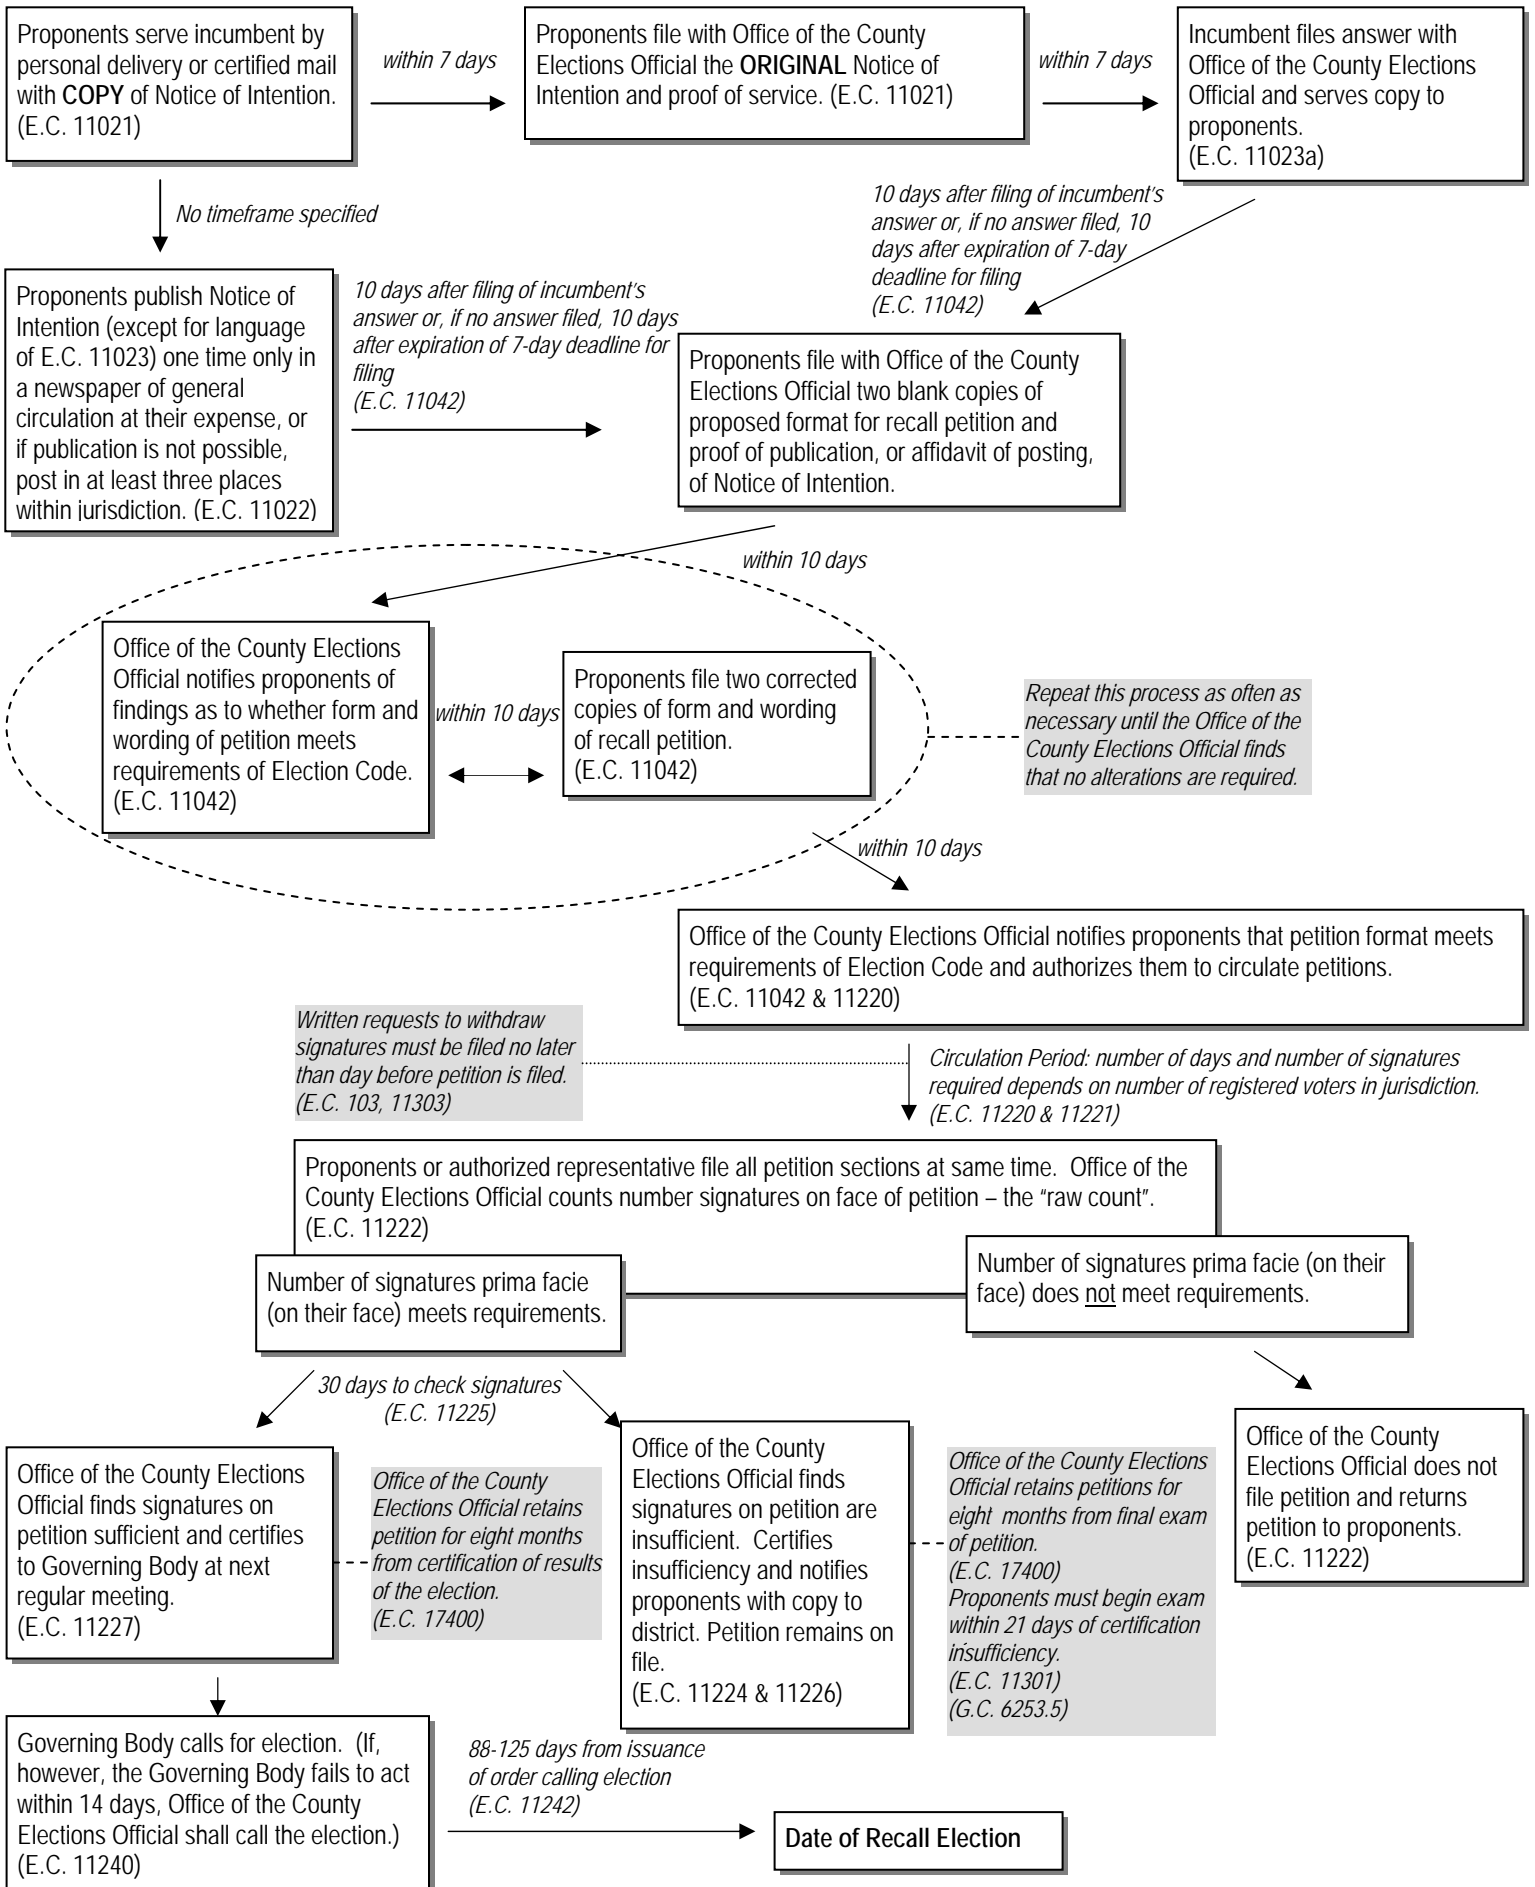 Proponents serve incumbent by
personal delivery or certified mail
with COPY of Notice of Intention.
(E.C. 11021)
within 7 days
Proponents file with Office of the County
Elections Official the ORIGINAL Notice of
Intention and proof of service. (E.C. 11021)
within 7 days
Incumbent files answer with
Office of the County Elections
Official and serves copy to
proponents.
(E.C. 11023a)
No timeframe specified
10 days after filing of incumbent's
answer or, if no answer filed, 10
days after expiration of 7-day
deadline for filing
(E.C. 11042)
Proponents publish Notice of
Intention (except for language
of E.C. 11023) one time only in
a newspaper of general
circulation at their expense, or
if publication is not possible,
post in at least three places
within jurisdiction. (E.C. 11022)
10 days after filing of incumbent's
answer or, if no answer filed, 10 days
after expiration of 7-day deadline for
filing
(E.C. 11042)
Proponents file with Office of the County
Elections Official two blank copies of
proposed format for recall petition and
proof of publication, or affidavit of posting,
of Notice of Intention.
within 10 days
Office of the County Elections
Official notifies proponents of
findings as to whether form and
wording of petition meets
requirements of Election Code.
(E.C. 11042)
within 10 days
Proponents file two corrected
copies of form and wording
of recall petition.
(E.C. 11042)
Repeat this process as often as
necessary until the Office of the
County Elections Official finds
that no alterations are required.
within 10 days
Office of the County Elections Official notifies proponents that petition format meets
requirements of Election Code and authorizes them to circulate petitions.
(E.C. 11042 & 11220)
Written requests to withdraw
signatures must be filed no later
than day before petition is filed.
(E.C. 103, 11303)
Circulation Period: number of days and number of signatures
required depends on number of registered voters in jurisdiction.
(E.C. 11220 & 11221)
Proponents or authorized representative file all petition sections at same time.  Office of the
County Elections Official counts number signatures on face of petition – the "raw count".
(E.C. 11222)
Number of signatures prima facie
(on their face) meets requirements.
Number of signatures prima facie (on their
face) does not meet requirements.
30 days to check signatures
(E.C. 11225)
Office of the County Elections
Official finds signatures on
petition sufficient and certifies
to Governing Body at next
regular meeting.
(E.C. 11227)
Office of the County
Elections Official retains
petition for eight months
from certification of results
of the election.
(E.C. 17400)
Office of the County
Elections Official finds
signatures on petition are
insufficient.  Certifies
insufficiency and notifies
proponents with copy to
district. Petition remains on
file.
(E.C. 11224 & 11226)
Office of the County Elections
Official retains petitions for
eight  months from final exam
of petition.
(E.C. 17400)
Proponents must begin exam
within 21 days of certification
insufficiency.
(E.C. 11301)
(G.C. 6253.5)
Office of the County
Elections Official does not
file petition and returns
petition to proponents.
(E.C. 11222)
Governing Body calls for election.  (If,
however, the Governing Body fails to act
within 14 days, Office of the County
Elections Official shall call the election.)
(E.C. 11240)
88-125 days from issuance
of order calling election
(E.C. 11242)
Date of Recall Election